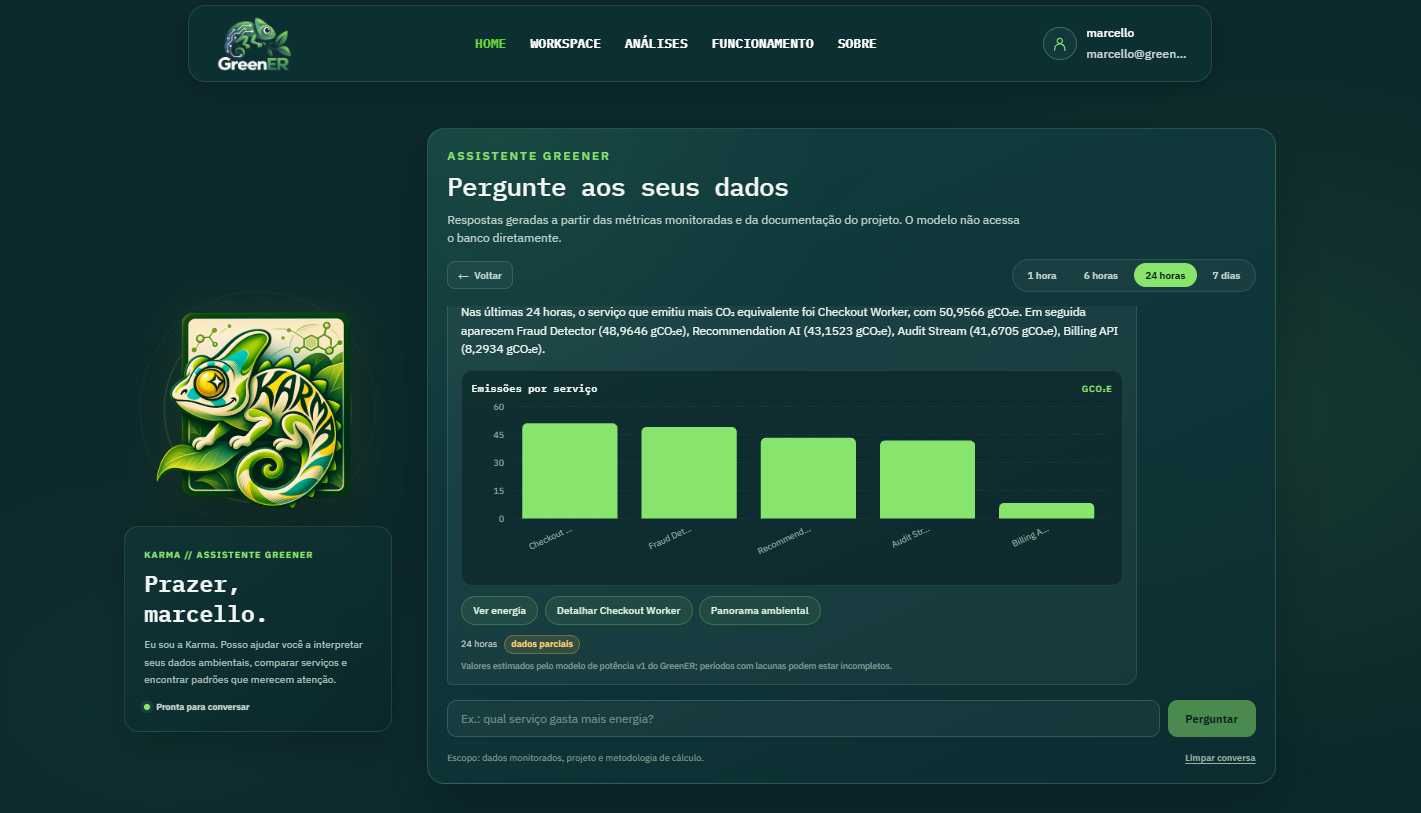 GreenER
HOME
WORKSPACE
ANÁLISES
FUNCIONAMENTO
SOBRE
marcello
marcello@green...
ASSISTENTE GREENER
Pergunte aos seus dados
Respostas geradas a partir das métricas monitoradas e da documentação do projeto. O modelo não acessa
o banco diretamente.
← Voltar
1 hora
6 horas
24 horas
7 dias
Nas últimas 24 horas, o serviço que emitiu mais CO₂ equivalente foi Checkout Worker, com 50,9566 gCO₂e. Em seguida
aparecem Fraud Detector (48,9646 gCO₂e), Recommendation AI (43,1523 gCO₂e), Audit Stream (41,6705 gCO₂e), Billing API
(8,2934 gCO₂e).
Emissões por serviço
GCO₂E
60
45
30
15
0
Checkout ...
Fraud Det...
Recommend...
Audit Str...
Billing A...
Ver energia
Detalhar Checkout Worker
Panorama ambiental
24 horas
dados parciais
Valores estimados pelo modelo de potência v1 do GreenER; períodos com lacunas podem estar incompletos.
Ex.: qual serviço gasta mais energia?
Perguntar
Escopo: dados monitorados, projeto e metodologia de cálculo.
Limpar conversa
KARMA
KARMA // ASSISTENTE GREENER
Prazer,
marcello.
Eu sou a Karma. Posso ajudar você a interpretar
seus dados ambientais, comparar serviços e
encontrar padrões que merecem atenção.
Pronta para conversar